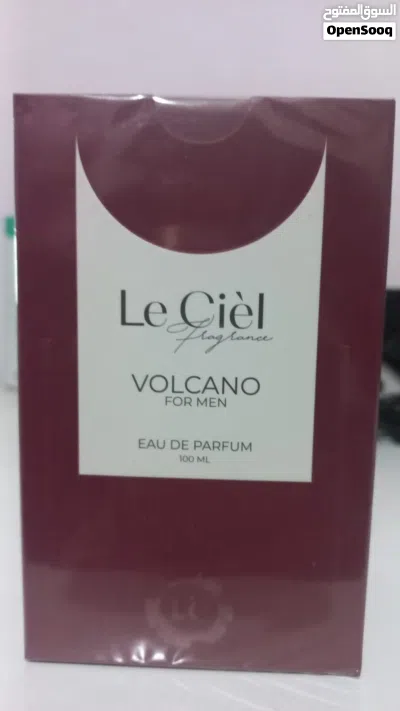 السوق المفتوح
OpenSooq
Le Cièl
Fragrance
VOLCANO
FOR MEN
EAU DE PARFUM
100 ML